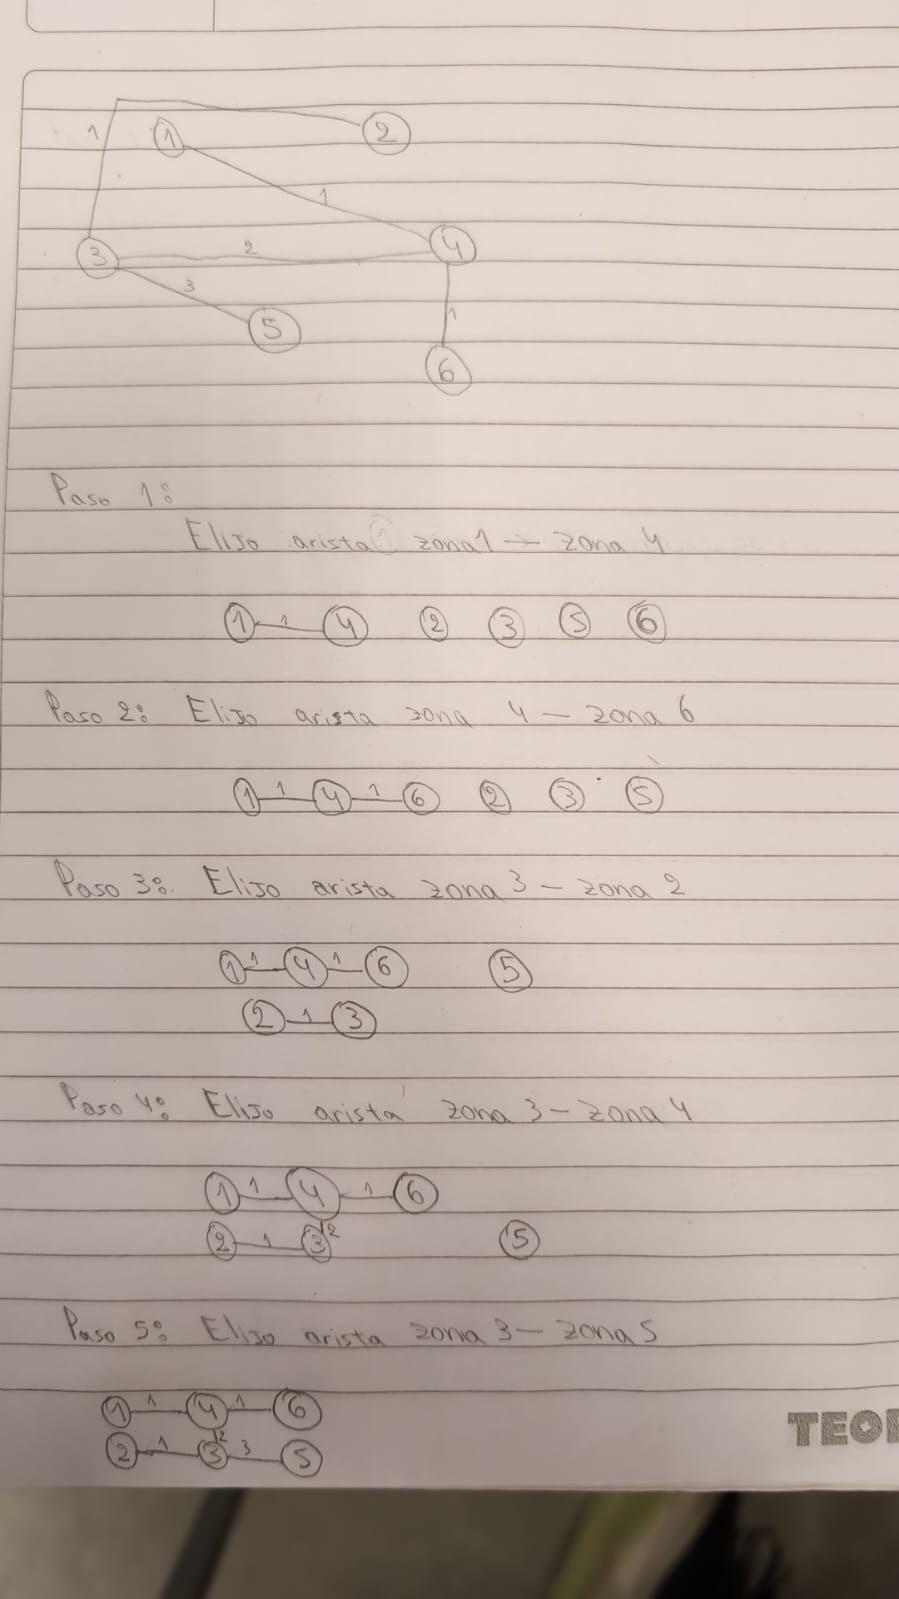 1 1 2
1
3 2 4
3
5 1
6
Paso 1:
Elijo arista zona1 → zona 4
1 1 4 2 3 5 6
Paso 2: Elijo arista zona 4 - zona 6
1 1 4 1 6 2 3 5
Paso 3: Elijo arista zona 3 - zona 2
1 1 4 1 6 5
2 1 3
Paso 4: Elijo arista zona 3 - zona 4
1 1 4 1 6
2 1 3 2 5
Paso 5: Elijo arista zona 3 - zona 5
1 1 4 1 6
2 1 3 2 3 5
TEO